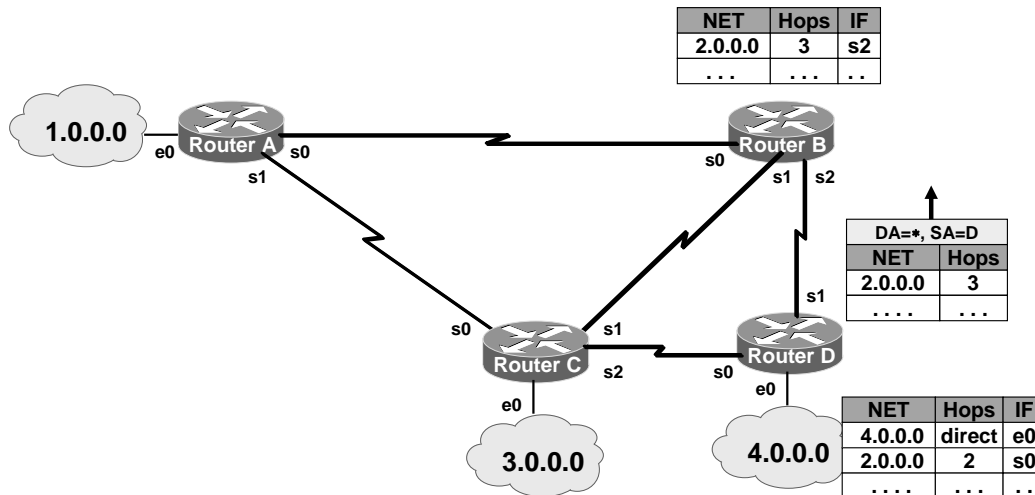 NET Hops IF
2.0.0.0 3 s2
. . . . . . . .
1.0.0.0
e0
Router A
s0
s1
Router B
s0
s1
s2
DA=*, SA=D
NET Hops
2.0.0.0 3
. . . . . . .
s1
s0
Router C
s1
s2
e0
3.0.0.0
s0
Router D
e0
4.0.0.0
NET Hops IF
4.0.0.0 direct e0
2.0.0.0 2 s0
. . . . . . . . .